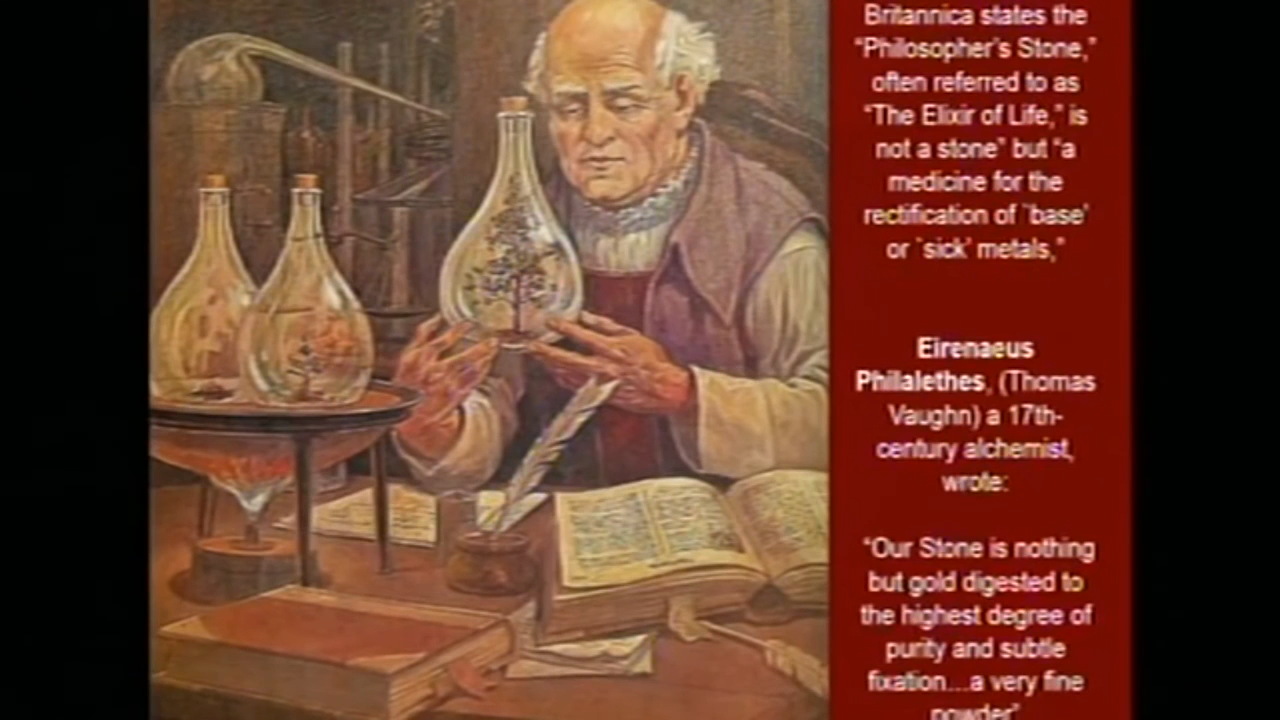 Britannica states the
“Philosopher’s Stone,”
often referred to as
“The Elixir of Life,” is
not a stone” but “a
medicine for the
rectification of `base’
or `sick’ metals,”
Eirenaeus
Philalethes, (Thomas
Vaughn) a 17th-
century alchemist,
wrote:
“Our Stone is nothing
but gold digested to
the highest degree of
purity and subtle
fixation...a very fine
powder”